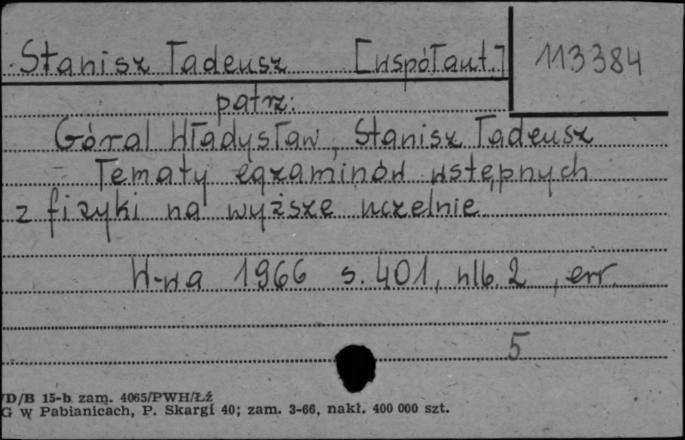 Stanisz Tadeusz [współaut.]
113384
patrz:
Góral Władysław, Stanisz Tadeusz
Tematy egzaminów wstępnych
z fizyki na wyższe uczelnie
W-wa 1966 s. 401, nlb. 2, err.
5
D/B 15-b zam. 4065/PWH/Łź
G W Pabianicach, P. Skargi 40; zam. 3-66, nakł. 400 000 szt.